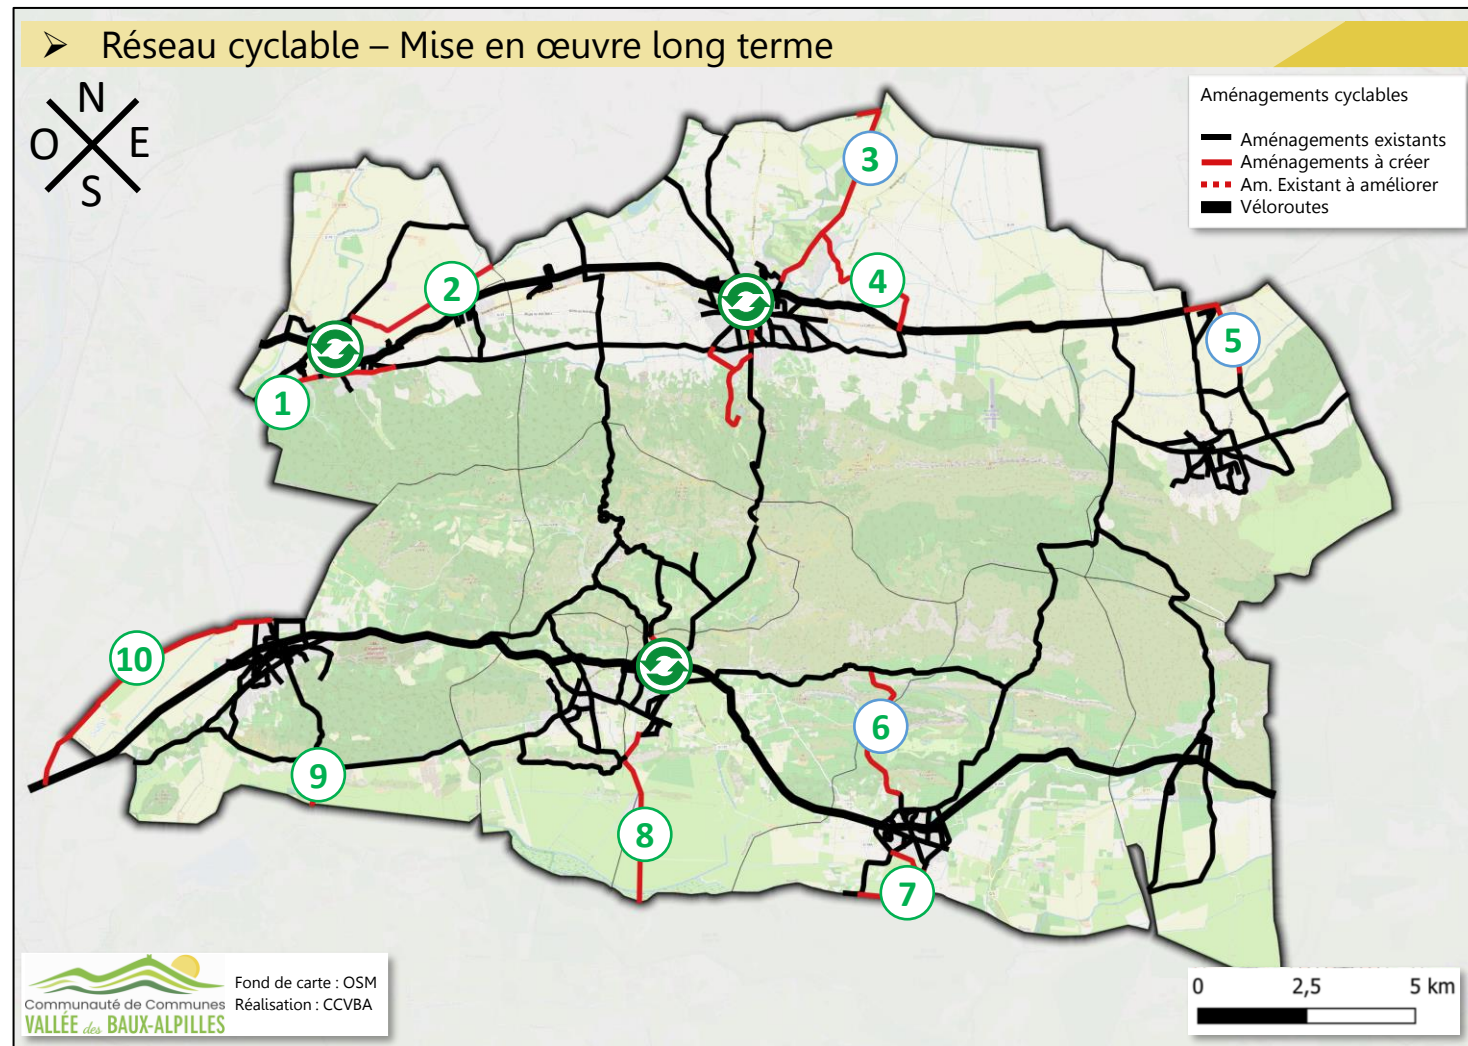 ➢ Réseau cyclable – Mise en œuvre long terme
N
O E
S
Aménagements cyclables
Aménagements existants
Aménagements à créer
Am. Existant à améliorer
Véloroutes
3
4
2
5
1
10
6
9
8
7
Communauté de Communes
VALLÉE des BAUX-ALPILLES
Fond de carte : OSM
Réalisation : CCVBA
0 2,5 5 km